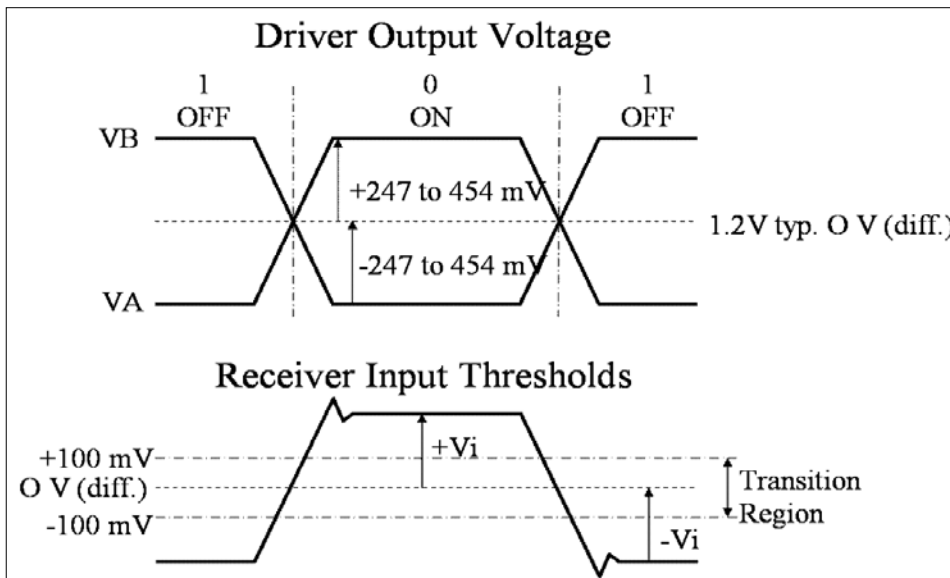 Driver Output Voltage
1 0 1
OFF ON OFF
VB
+247 to 454 mV
1.2V typ. O V (diff.)
-247 to 454 mV
VA
Receiver Input Thresholds
+Vi
+100 mV
O V (diff.)
-100 mV
Transition
Region
-Vi